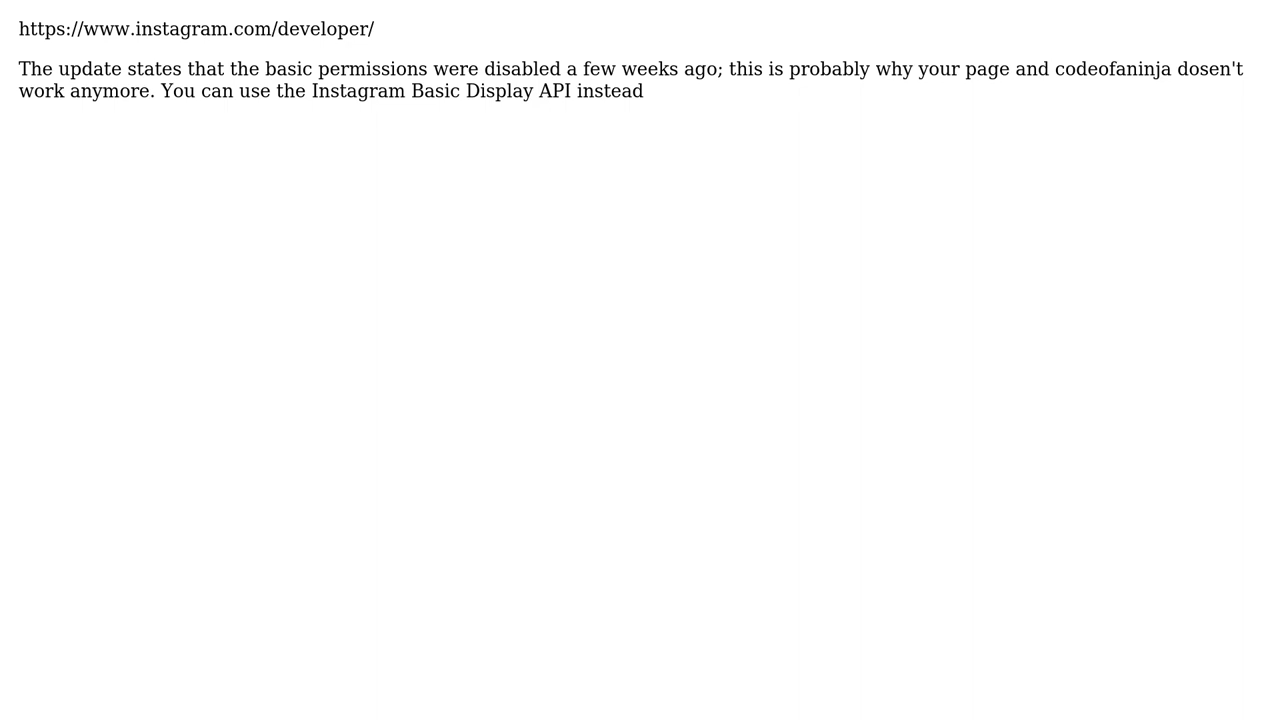 https://www.instagram.com/developer/
The update states that the basic permissions were disabled a few weeks ago; this is probably why your page and codeofaninja dosen't
work anymore. You can use the Instagram Basic Display API instead